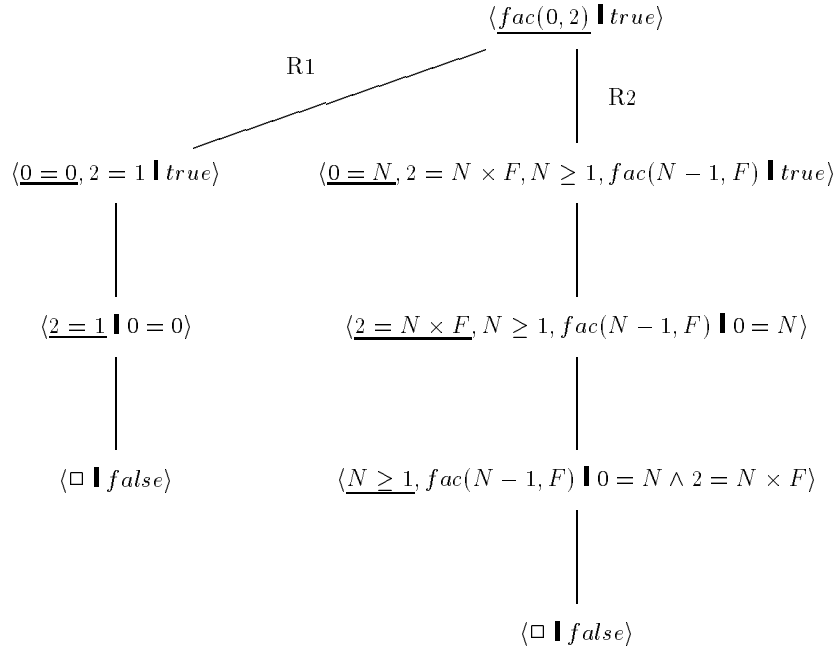 ⟨fac(0, 2) ▮ true⟩
R1
R2
⟨0 = 0, 2 = 1 ▮ true⟩
⟨0 = N, 2 = N × F, N ≥ 1, fac(N − 1, F) ▮ true⟩
⟨2 = 1 ▮ 0 = 0⟩
⟨2 = N × F, N ≥ 1, fac(N − 1, F) ▮ 0 = N⟩
⟨□ ▮ false⟩
⟨N ≥ 1, fac(N − 1, F) ▮ 0 = N ∧ 2 = N × F⟩
⟨□ ▮ false⟩